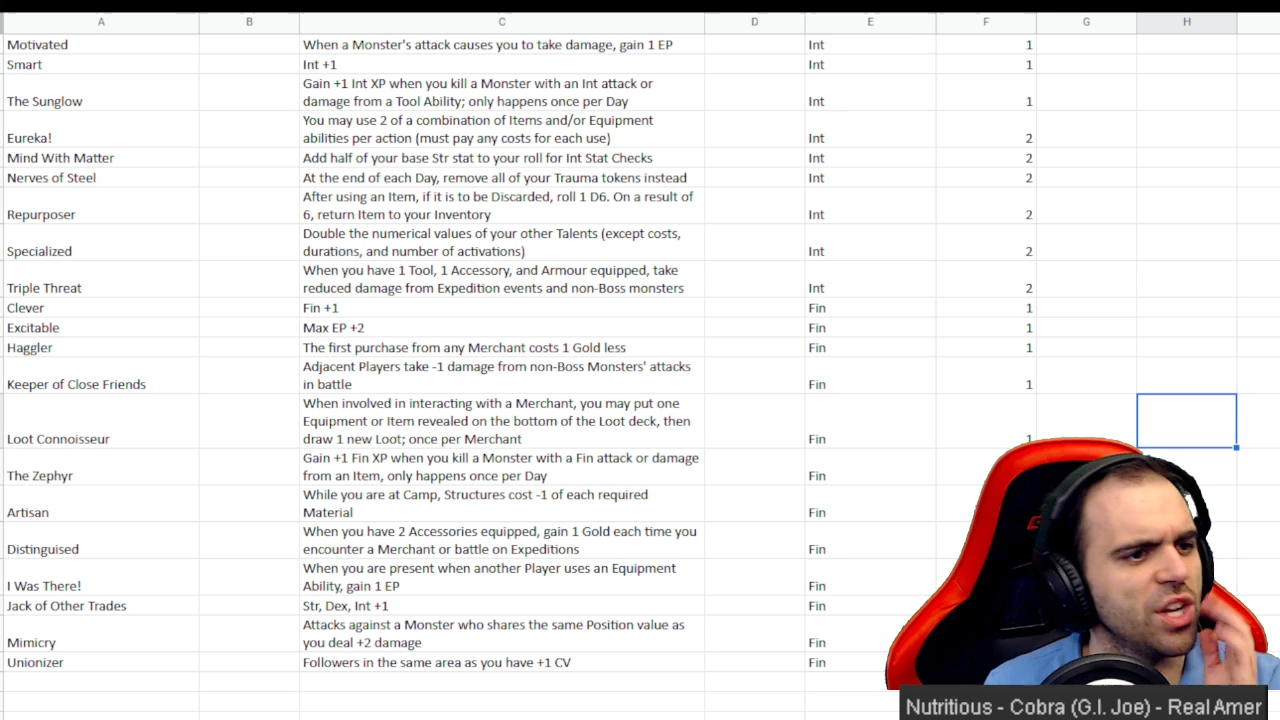 A B C D E F G H
Motivated When a Monster's attack causes you to take damage, gain 1 EP Int 1
Smart Int +1 Int 1
Gain +1 Int XP when you kill a Monster with an Int attack or
The Sunglow damage from a Tool Ability; only happens once per Day Int 1
You may use 2 of a combination of Items and/or Equipment
Eureka! abilities per action (must pay any costs for each use) Int 2
Mind With Matter Add half of your base Str stat to your roll for Int Stat Checks Int 2
Nerves of Steel At the end of each Day, remove all of your Trauma tokens instead Int 2
After using an Item, if it is to be Discarded, roll 1 D6. On a result of
Repurposer 6, return Item to your Inventory Int 2
Double the numerical values of your other Talents (except costs,
Specialized durations, and number of activations) Int 2
When you have 1 Tool, 1 Accessory, and Armour equipped, take
Triple Threat reduced damage from Expedition events and non-Boss monsters Int 2
Clever Fin +1 Fin 1
Excitable Max EP +2 Fin 1
Haggler The first purchase from any Merchant costs 1 Gold less Fin 1
Adjacent Players take -1 damage from non-Boss Monsters' attacks
Keeper of Close Friends in battle Fin 1
When involved in interacting with a Merchant, you may put one
Equipment or Item revealed on the bottom of the Loot deck, then
Loot Connoisseur draw 1 new Loot; once per Merchant Fin 1
Gain +1 Fin XP when you kill a Monster with a Fin attack or damage
The Zephyr from an Item, only happens once per Day Fin
While you are at Camp, Structures cost -1 of each required
Artisan Material Fin
When you have 2 Accessories equipped, gain 1 Gold each time you
Distinguised encounter a Merchant or battle on Expeditions Fin
When you are present when another Player uses an Equipment
I Was There! Ability, gain 1 EP Fin
Jack of Other Trades Str, Dex, Int +1 Fin
Attacks against a Monster who shares the same Position value as
Mimicry you deal +2 damage Fin
Unionizer Followers in the same area as you have +1 CV Fin
Nutritious - Cobra (G.I. Joe) - Real Amer